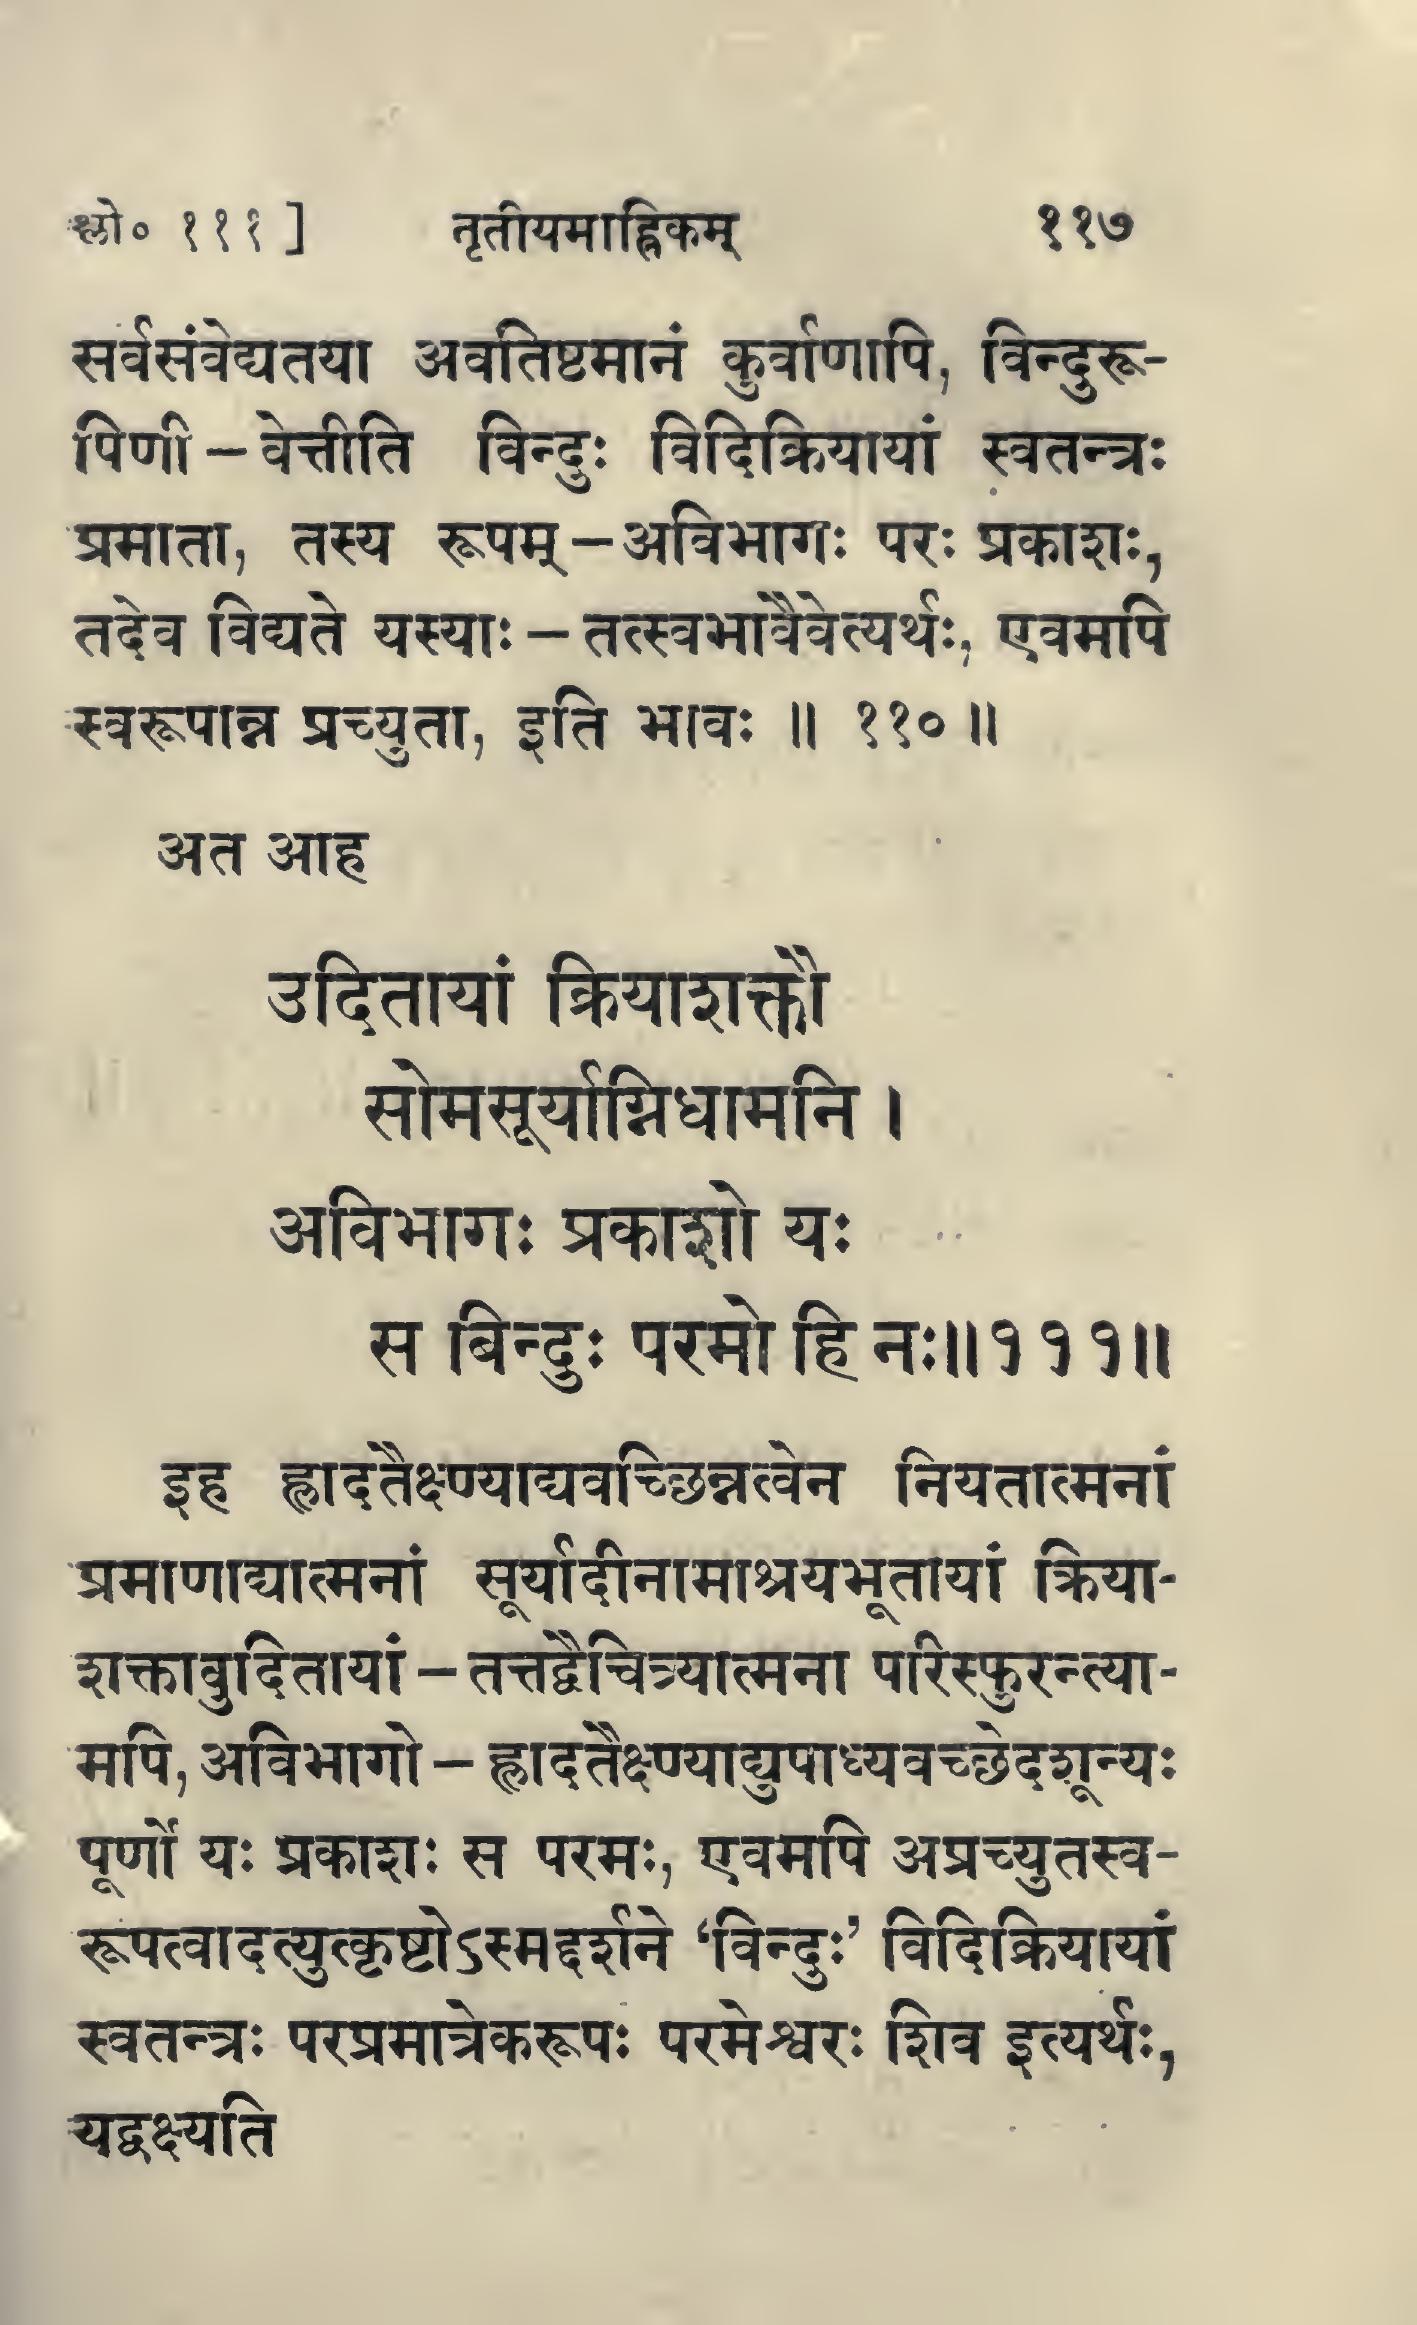 श्लो० १११ ] तृतीयमाह्निकम् ११७
सर्वसंवेद्यतया अवतिष्टमानं कुर्वाणापि, विन्दुरू-
पिणी – वेत्तीति विन्दुः विदिक्रियायां स्वतन्त्रः
प्रमाता, तस्य रूपम् – अविभागः परः प्रकाशः,
तदेव विद्यते यस्याः – तत्स्वभावैवेत्यर्थः, एवमपि
स्वरूपान्न प्रच्युता, इति भावः ॥ ११० ॥
अत आह
उदितायां क्रियाशक्तौ
सोमसूर्याग्निधामनि ।
अविभागः प्रकाशो यः
स बिन्दुः परमो हि नः॥१११॥
इह ह्लादतैक्ष्ण्याद्यवच्छिन्नत्वेन नियतात्मनां
प्रमाणाद्यात्मनां सूर्यादीनामाश्रयभूतायां क्रिया-
शक्तावुदितायां – तत्तद्वैचित्र्यात्मना परिस्फुरन्त्या-
मपि, अविभागो – ह्लादतैक्ष्ण्याद्युपाध्यवच्छेदशून्यः
पूर्णो यः प्रकाशः स परमः, एवमपि अप्रच्युतस्व-
रूपत्वादत्युत्कृष्टोऽस्मद्दर्शने ‘विन्दुः’ विदिक्रियायां
स्वतन्त्रः परप्रमात्रेकरूपः परमेश्वरः शिव इत्यर्थः,
यद्वक्ष्यति